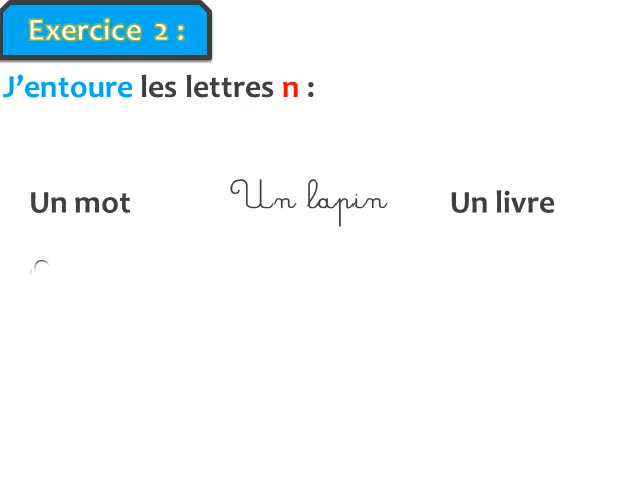 Exercice 2 :
J’entoure les lettres n :
Un mot Un lapin Un livre